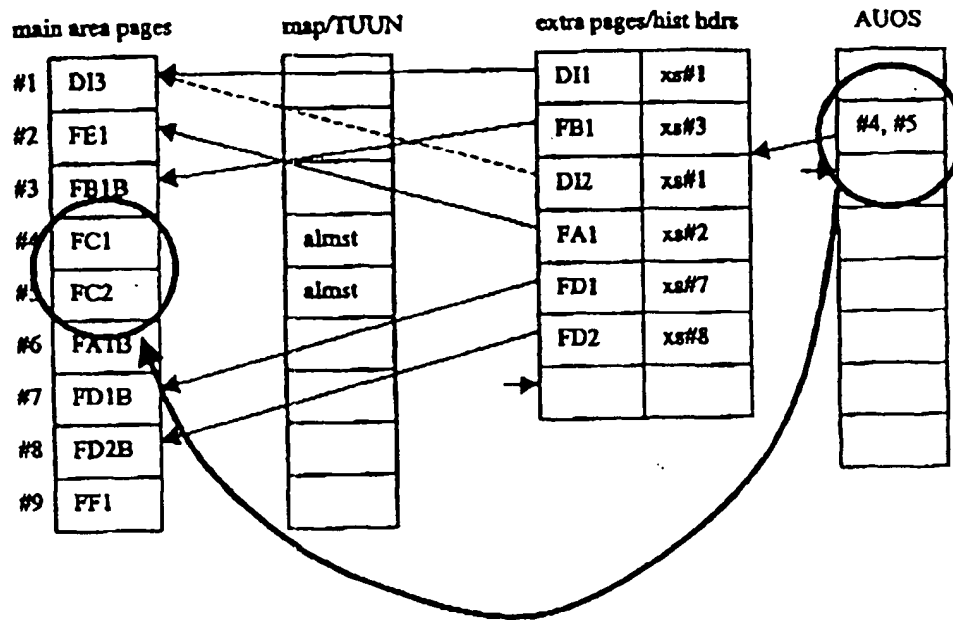 main area pages
map/TUUN
extra pages/hist hdrs
AUOS
#1 DI3
#2 FE1
#3 FB1B
#4 FC1
#5 FC2
#6 FA1B
#7 FD1B
#8 FD2B
#9 FF1
almst
almst
DI1 xs#1
FB1 xs#3
DI2 xs#1
FA1 xs#2
FD1 xs#7
FD2 xs#8
#4, #5